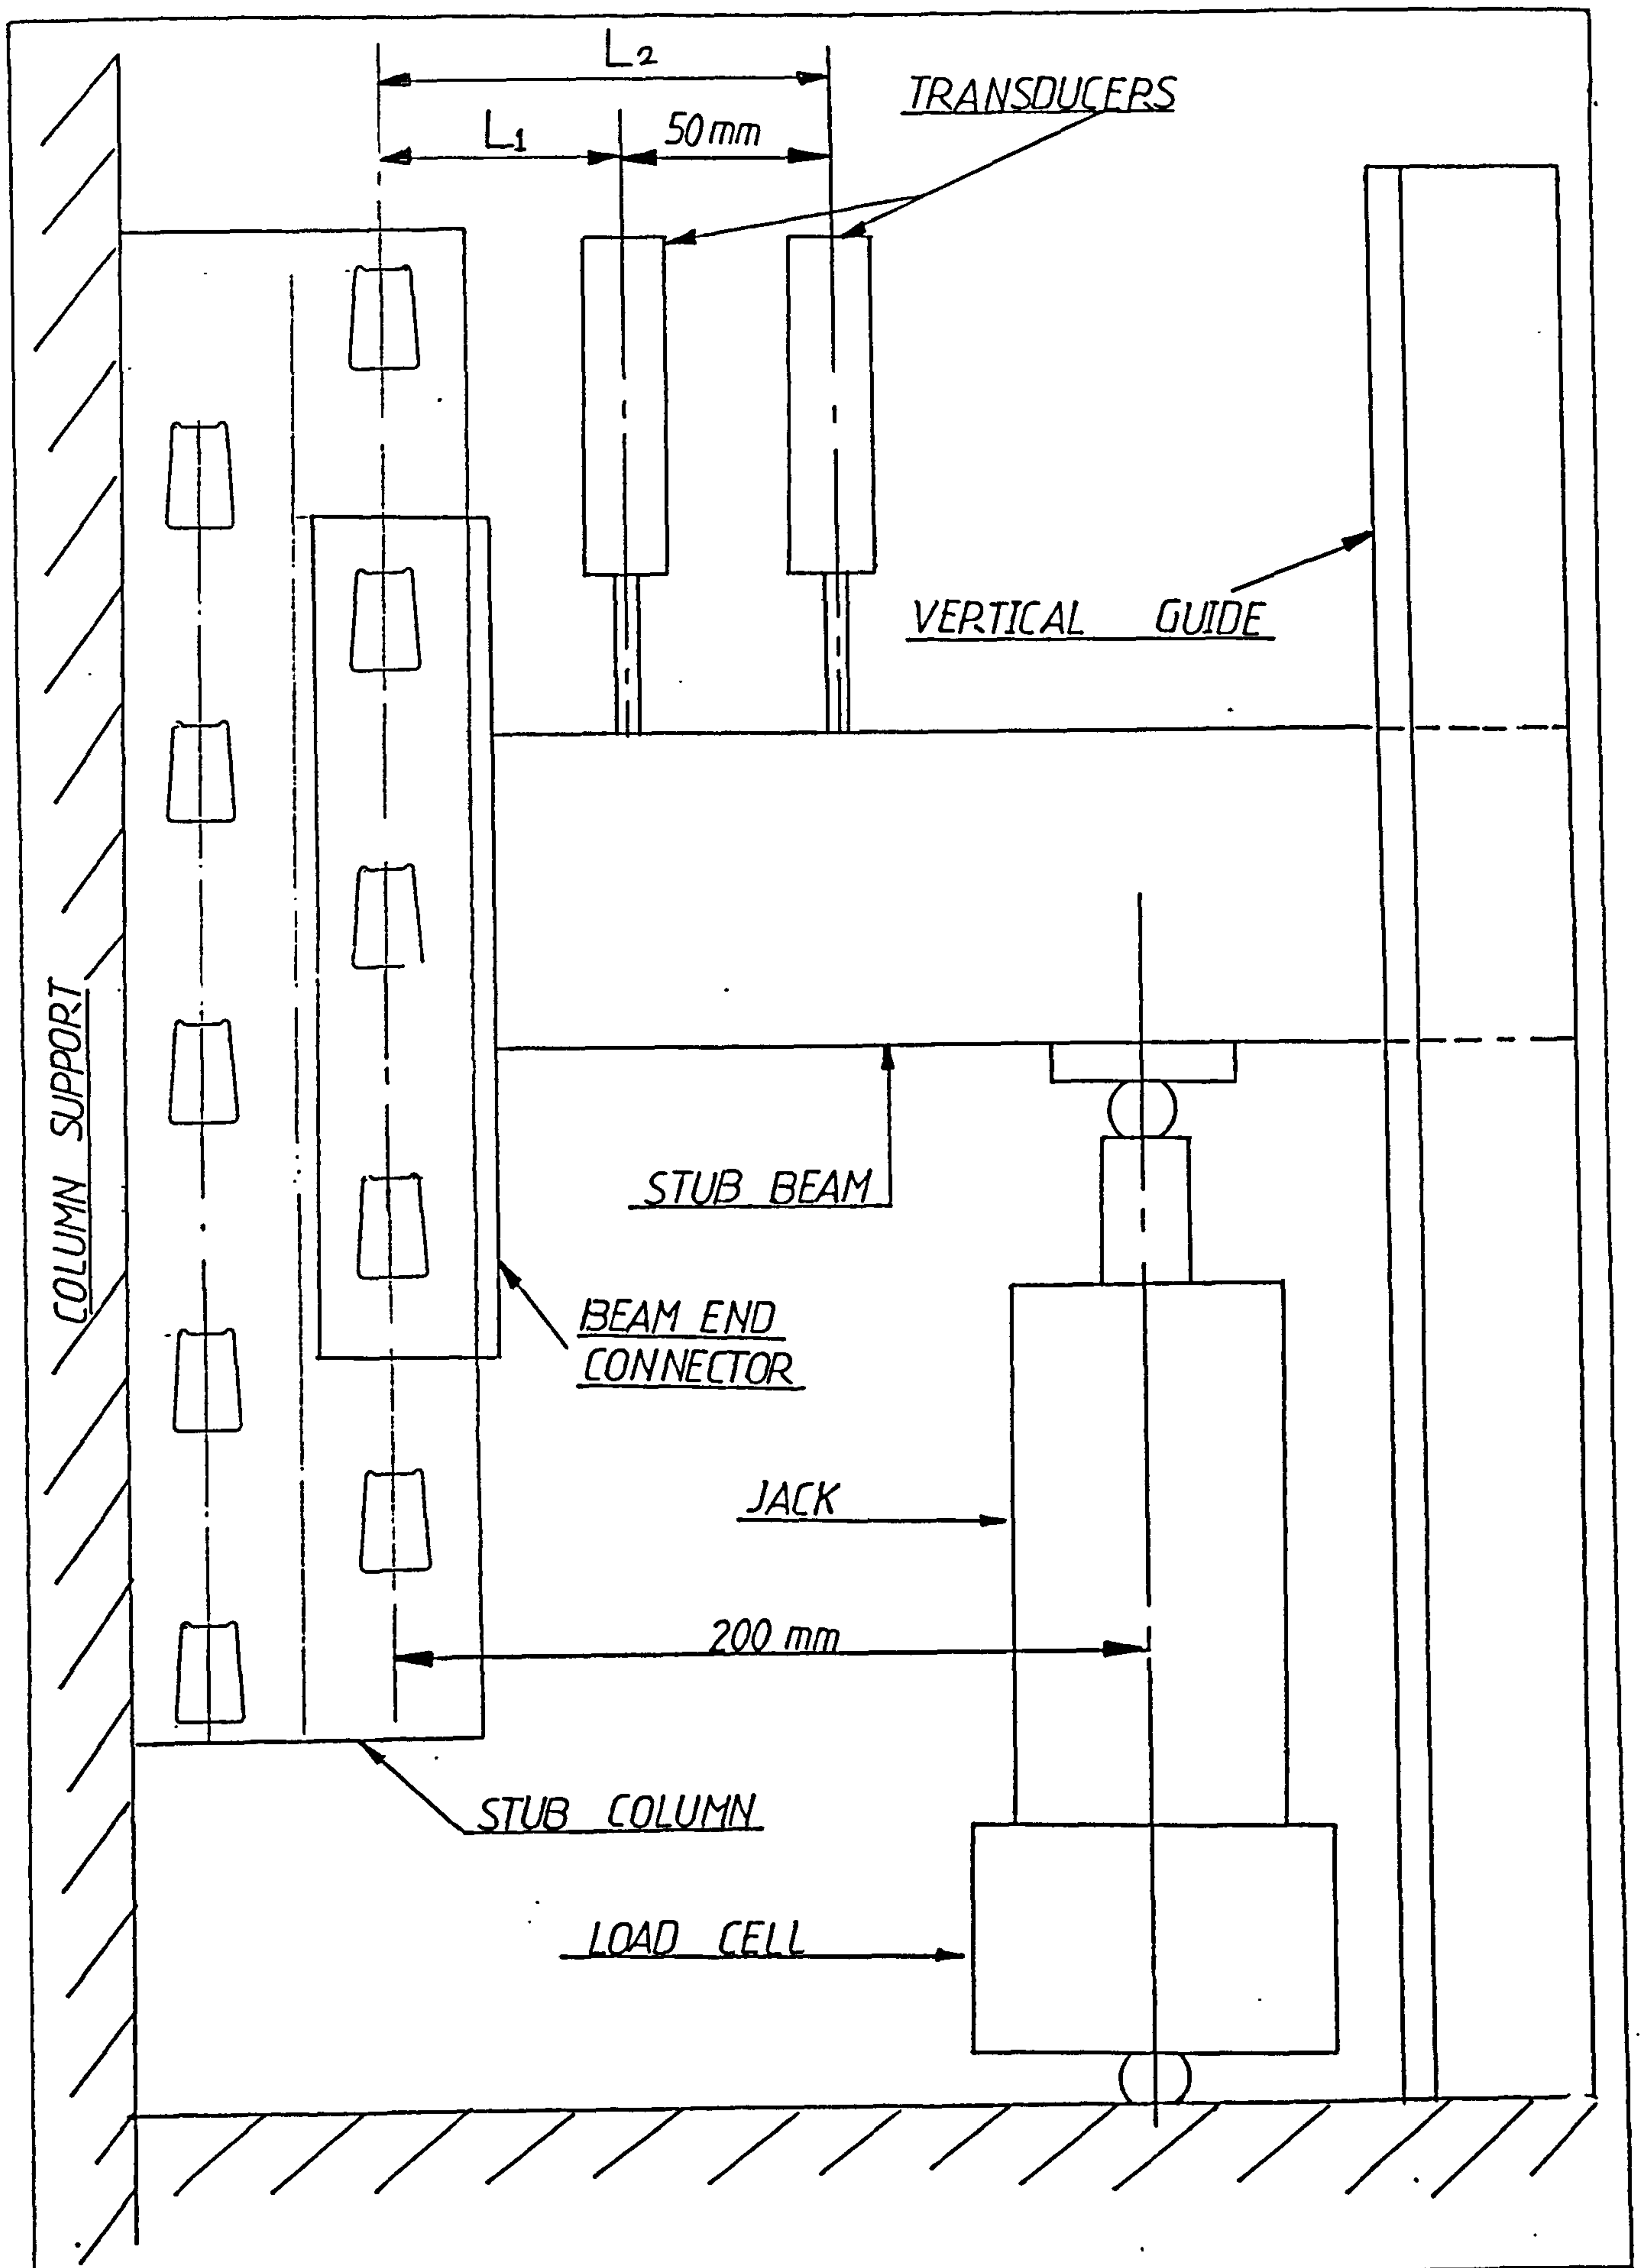 L2
TRANSDUCERS
L1
50 mm
VERTICAL GUIDE
COLUMN SUPPORT
STUB BEAM
BEAM END
CONNECTOR
JACK
200 mm
STUB COLUMN
LOAD CELL